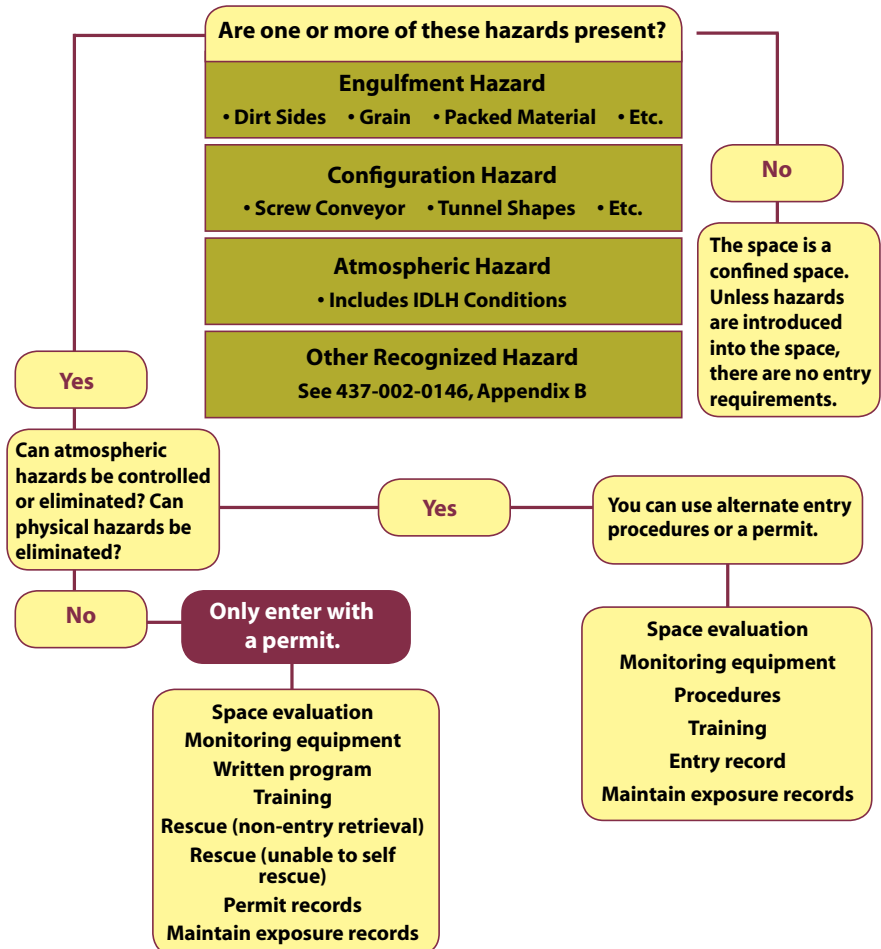 Are one or more of these hazards present?
Engulfment Hazard
• Dirt Sides • Grain • Packed Material • Etc.
Configuration Hazard
• Screw Conveyor • Tunnel Shapes • Etc.
Atmospheric Hazard
• Includes IDLH Conditions
Other Recognized Hazard
See 437-002-0146, Appendix B
No
The space is a
confined space.
Unless hazards
are introduced
into the space,
there are no entry
requirements.
Yes
Can atmospheric
hazards be controlled
or eliminated? Can
physical hazards be
eliminated?
Yes
You can use alternate entry
procedures or a permit.
Space evaluation
Monitoring equipment
Procedures
Training
Entry record
Maintain exposure records
No
Only enter with
a permit.
Space evaluation
Monitoring equipment
Written program
Training
Rescue (non-entry retrieval)
Rescue (unable to self
rescue)
Permit records
Maintain exposure records